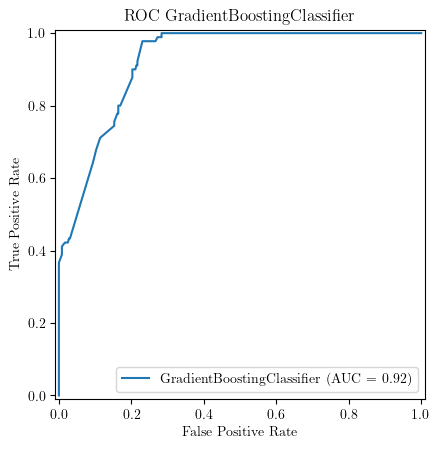 ROC GradientBoostingClassifier
1.0
0.8
0.6
0.4
0.2
0.0
True Positive Rate
GradientBoostingClassifier (AUC = 0.92)
0.0 0.2 0.4 0.6 0.8 1.0
False Positive Rate